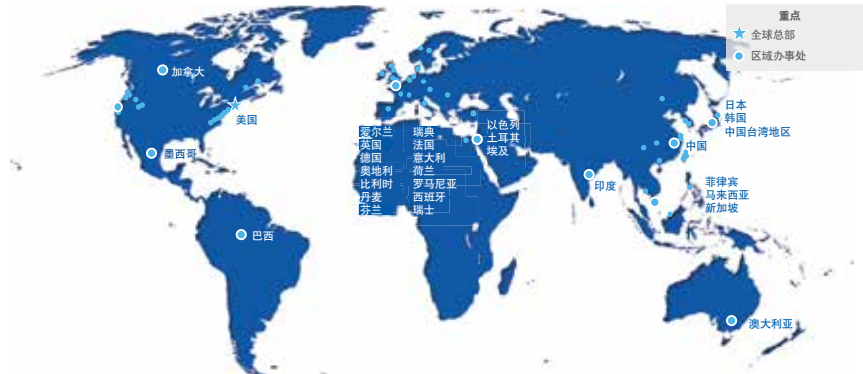 重点
全球总部
区域办事处
加拿大
美国
墨西哥
巴西
爱尔兰
英国
德国
奥地利
比利时
丹麦
芬兰
瑞典
法国
意大利
荷兰
罗马尼亚
西班牙
瑞士
以色列
土耳其
埃及
印度
中国
日本
韩国
中国台湾地区
菲律宾
马来西亚
新加坡
澳大利亚